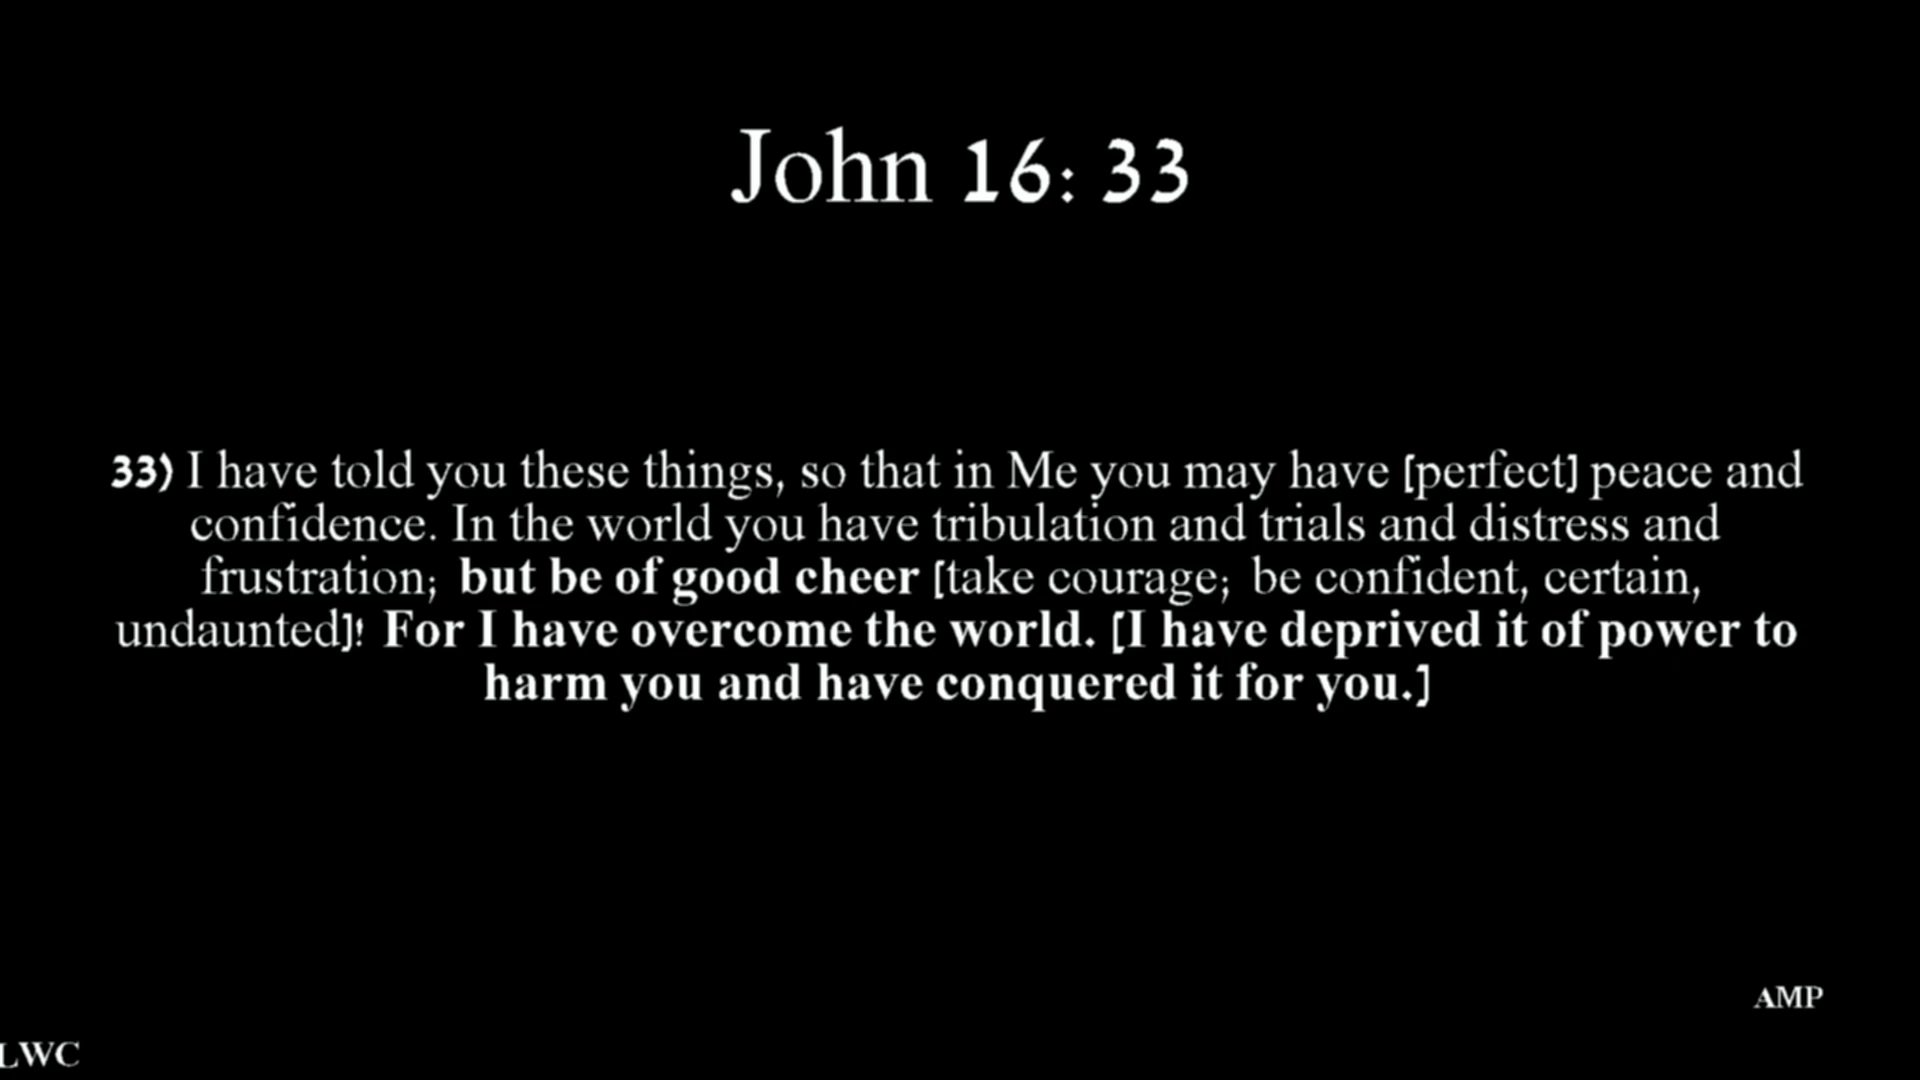 John 16: 33
33) I have told you these things, so that in Me you may have [perfect] peace and
confidence. In the world you have tribulation and trials and distress and
frustration; but be of good cheer [take courage; be confident, certain,
undaunted]! For I have overcome the world. [I have deprived it of power to
harm you and have conquered it for you.]
AMP
LWC